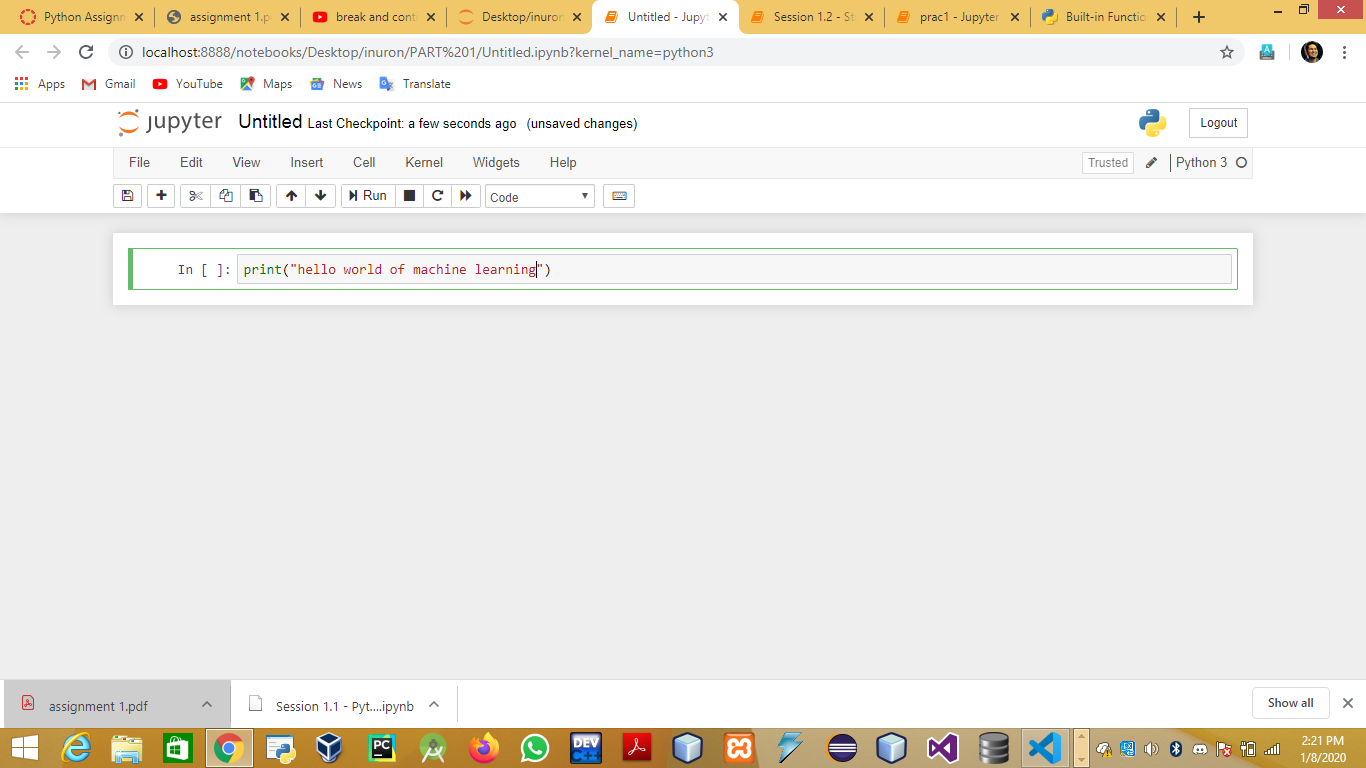 Python Assignm
assignment 1.p
break and cont
Desktop/inuron
Untitled - Jupyt
Session 1.2 - St
prac1 - Jupyter
Built-in Functio
localhost:8888/notebooks/Desktop/inuron/PART%201/Untitled.ipynb?kernel_name=python3
Apps Gmail YouTube Maps News Translate
jupyter Untitled Last Checkpoint: a few seconds ago (unsaved changes) Logout
File Edit View Insert Cell Kernel Widgets Help Trusted Python 3
Run Code
In [ ]: print("hello world of machine learning")
assignment 1.pdf Session 1.1 - Pyt....ipynb Show all
PC DEV C++
2:21 PM
1/8/2020